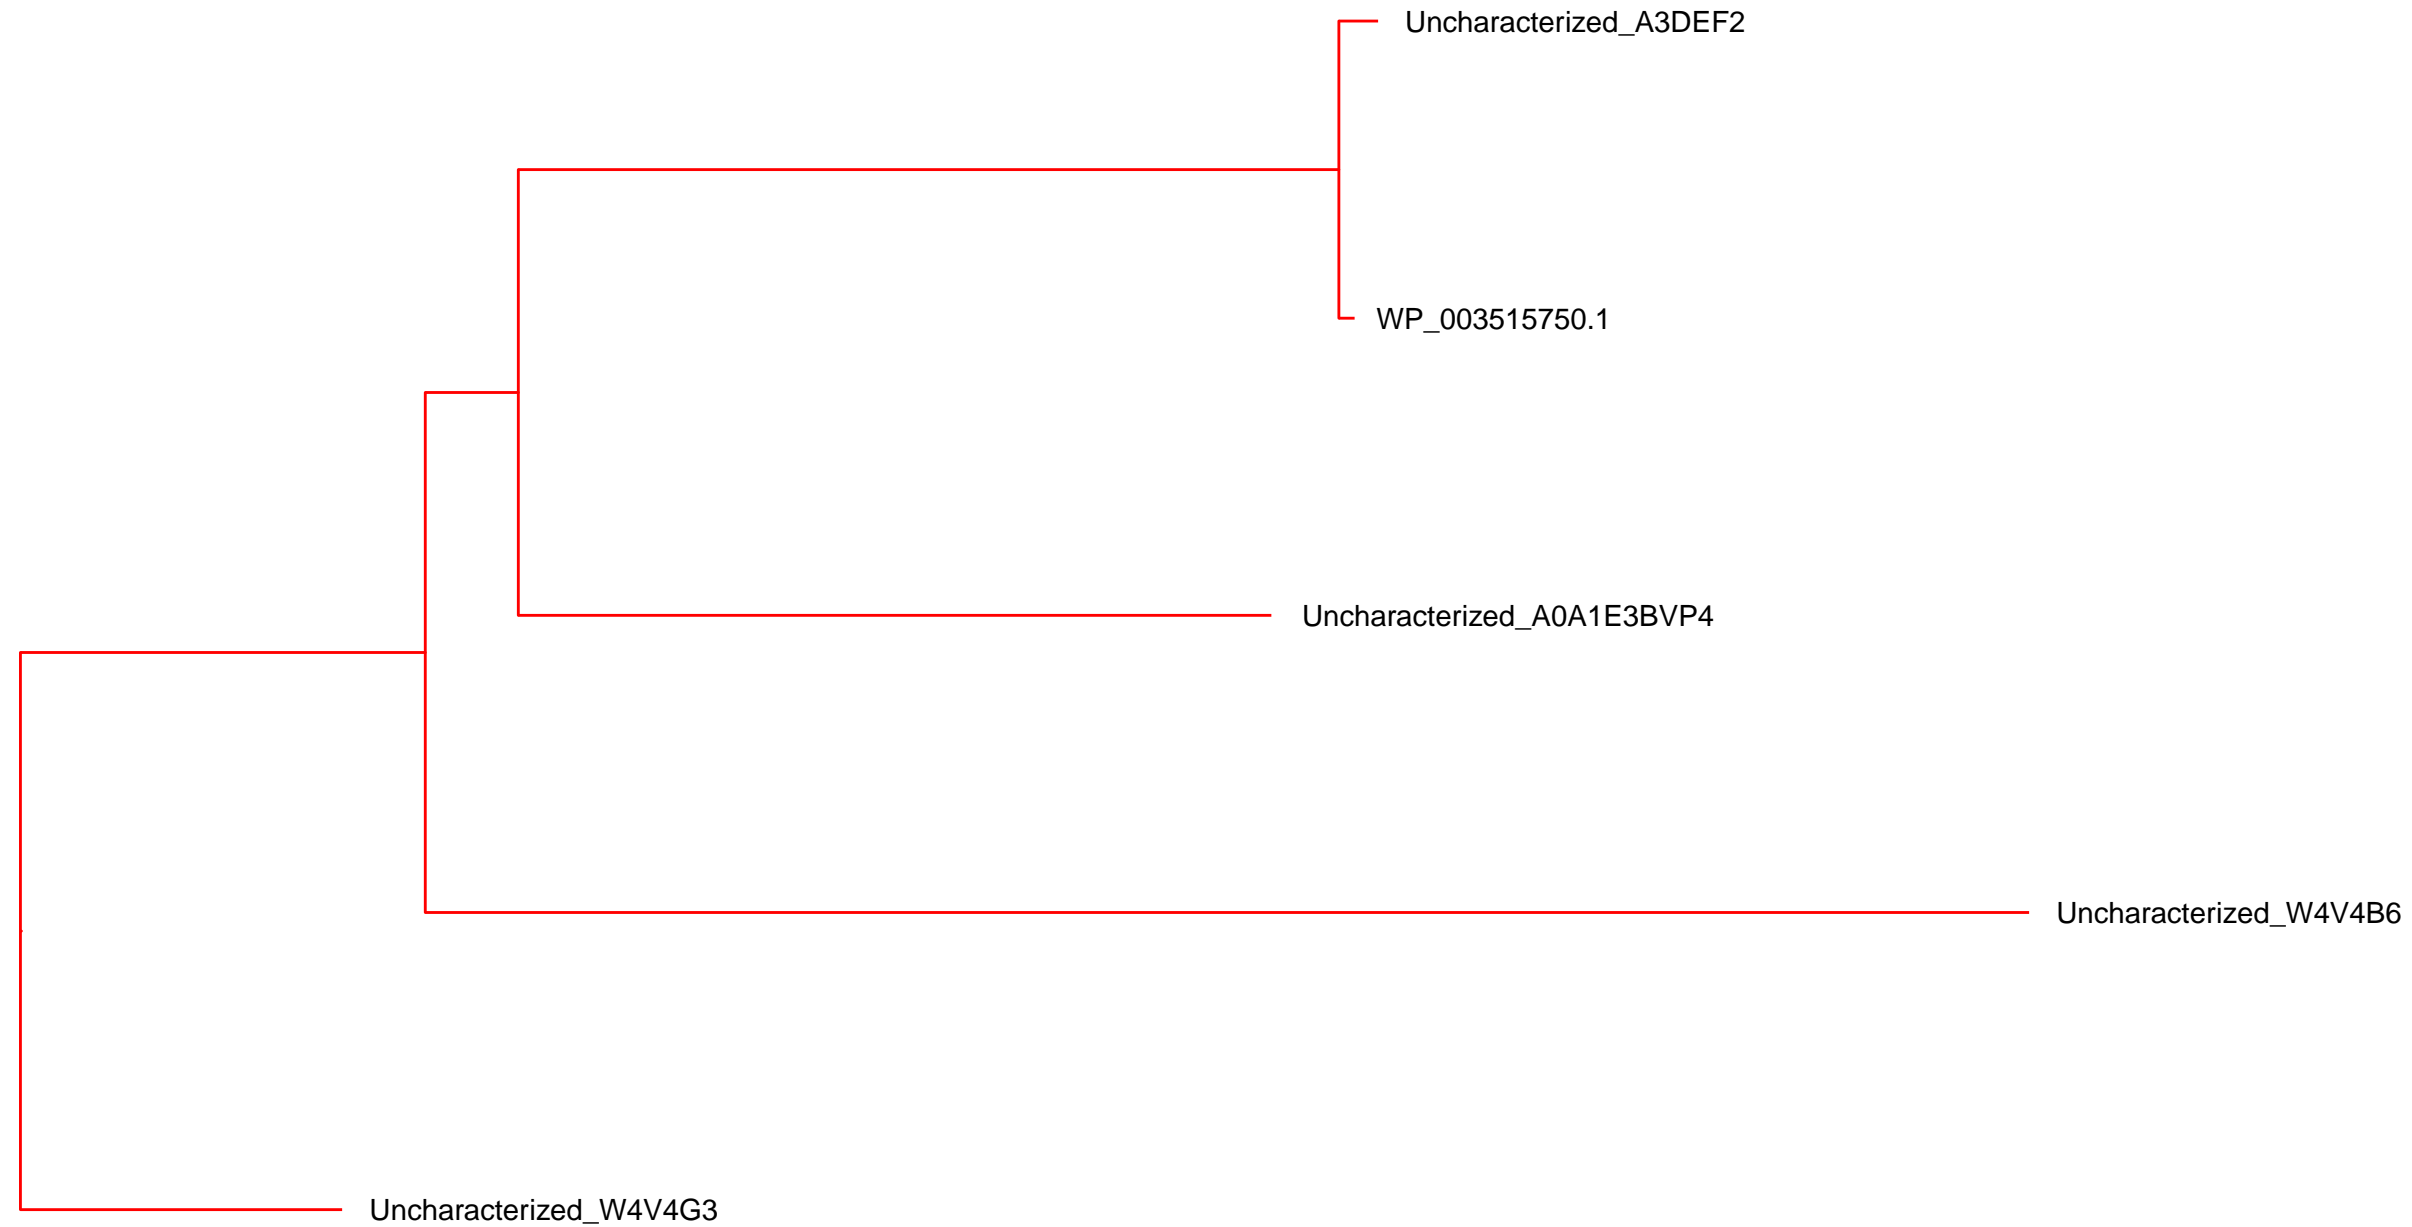 Uncharacterized_A3DEF2
WP_003515750.1
Uncharacterized_A0A1E3BVP4
Uncharacterized_W4V4B6
Uncharacterized_W4V4G3